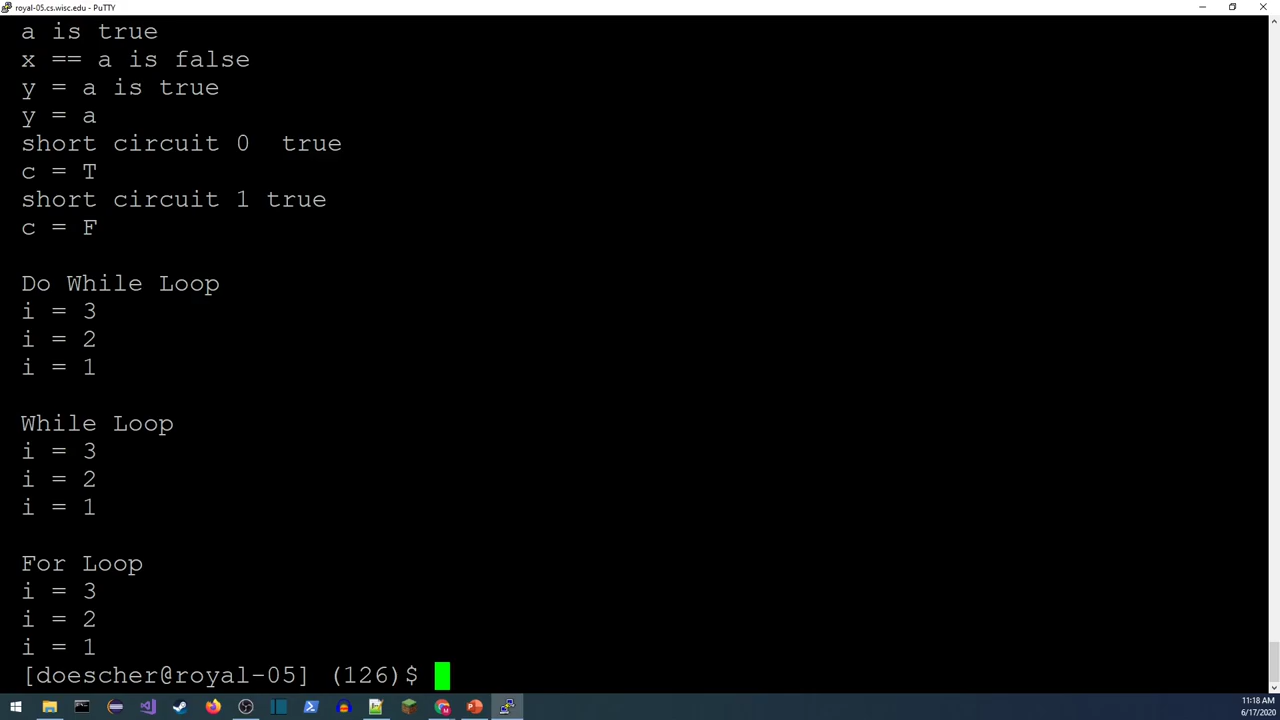 royal-05.cs.wisc.edu - PuTTY
a is true
x == a is false
y = a is true
y = a
short circuit 0  true
c = T
short circuit 1 true
c = F
Do While Loop
i = 3
i = 2
i = 1
While Loop
i = 3
i = 2
i = 1
For Loop
i = 3
i = 2
i = 1
[doescher@royal-05] (126)$
11:18 AM
6/17/2020